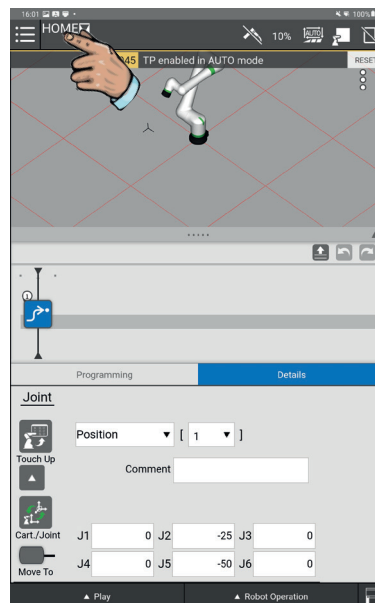 16:01 100%
HOME 10% AUTO
45 TP enabled in AUTO mode RESET
1
Programming Details
Joint
Position [ 1 ]
Touch Up
Comment
Cart./Joint J1 0 J2 -25 J3 0
Move To J4 0 J5 -50 J6 0
Play Robot Operation